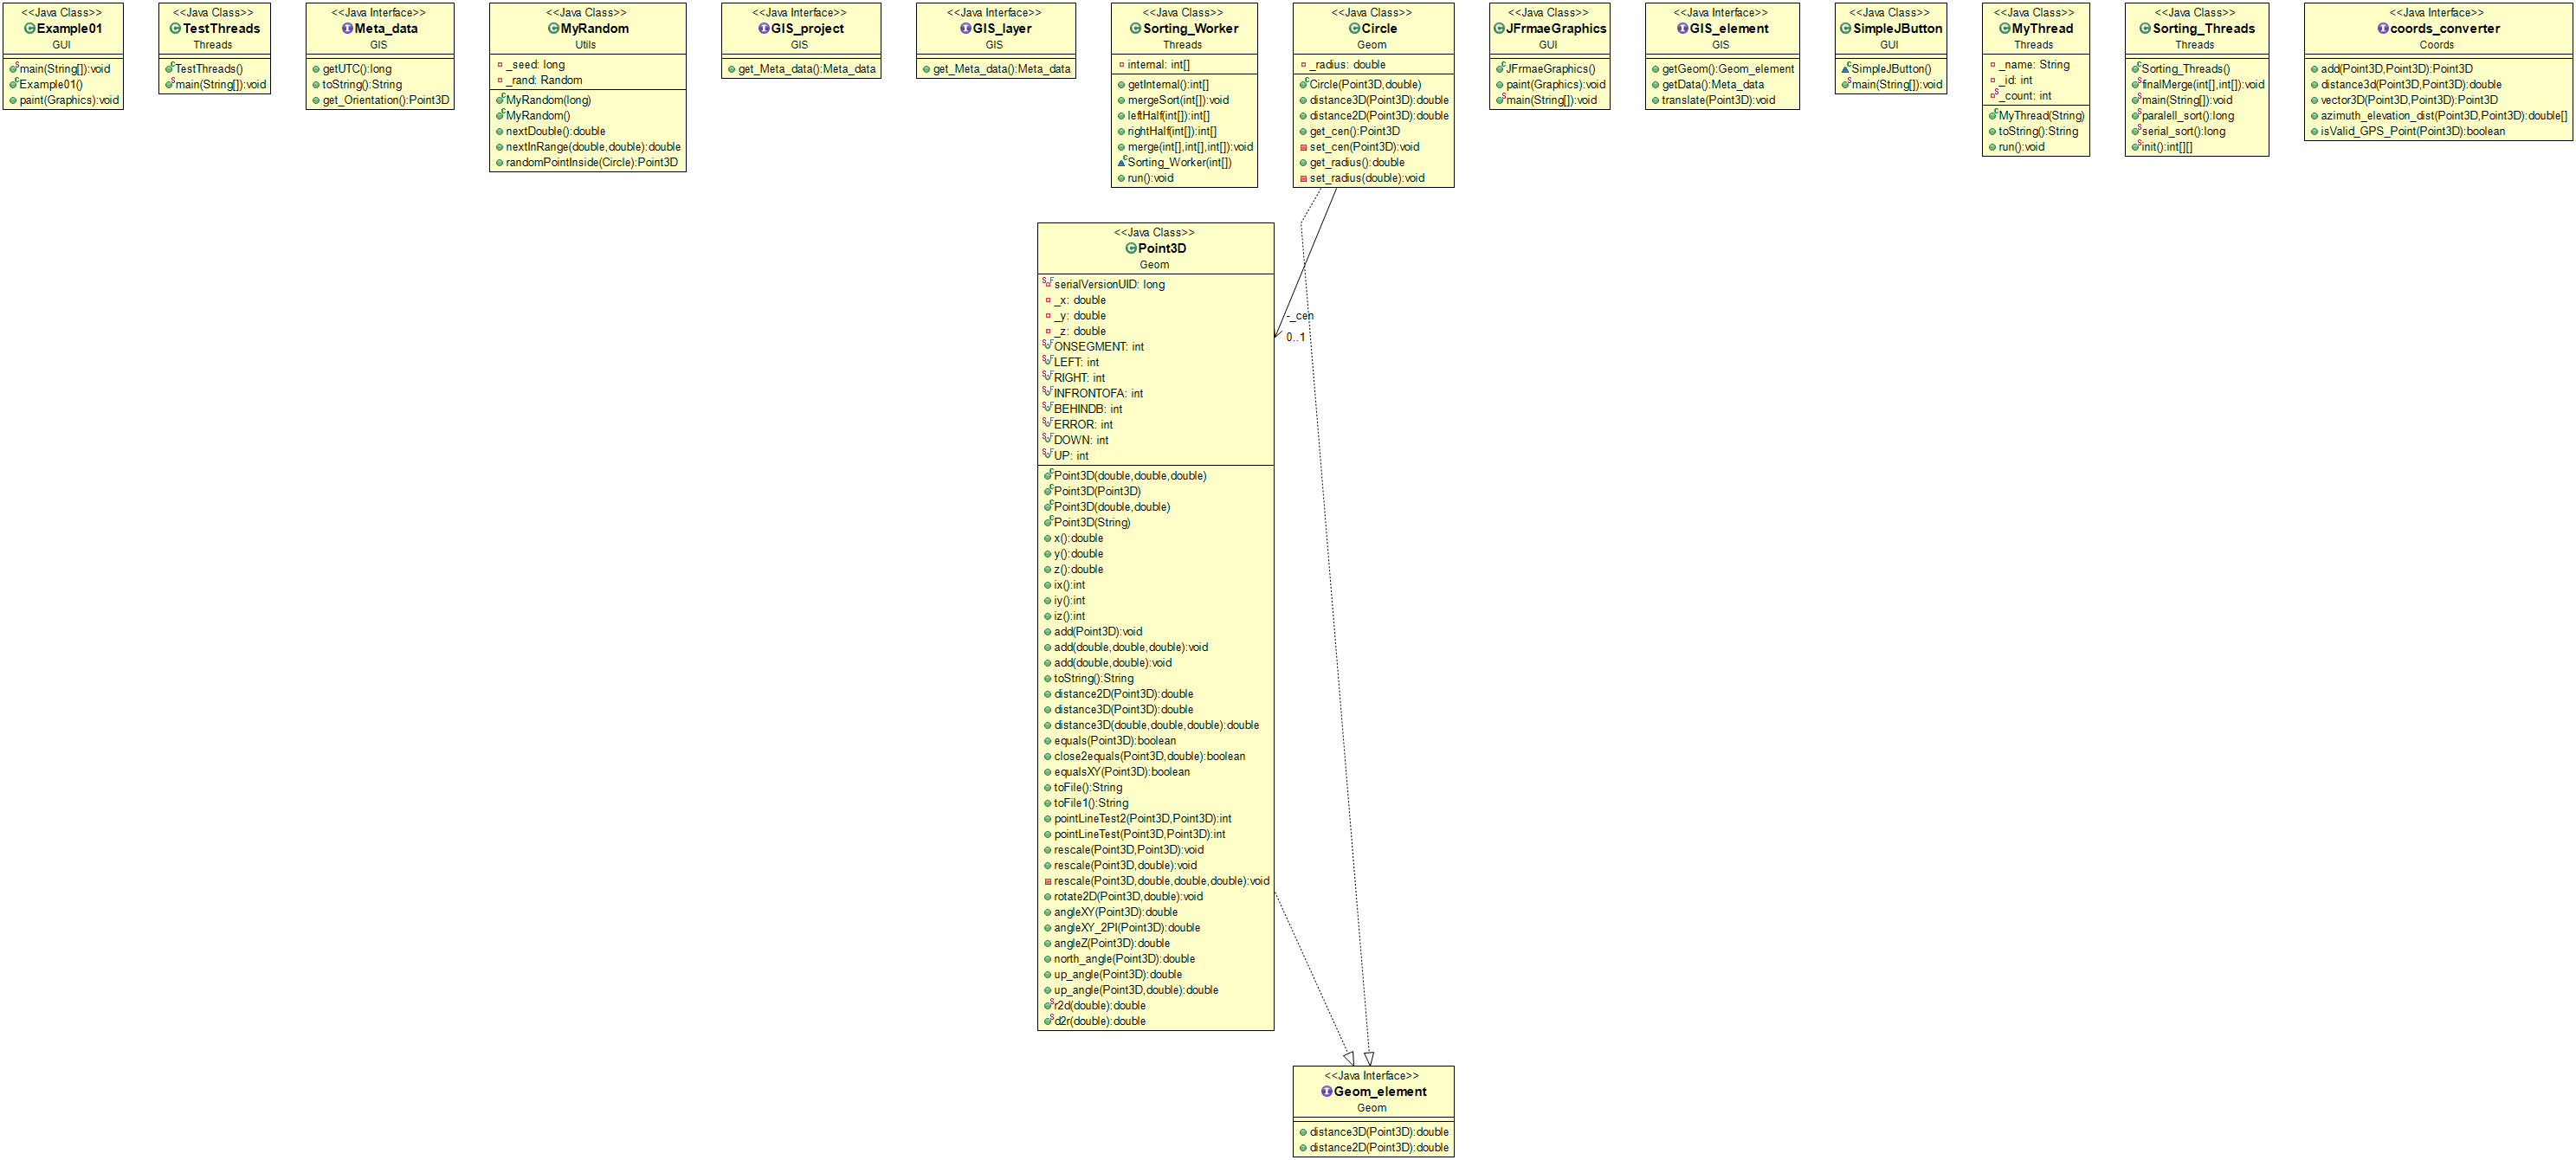 <<Java Class>>
Example01
GUI
main(String[]):void
Example01()
paint(Graphics):void
<<Java Class>>
TestThreads
Threads
TestThreads()
main(String[]):void
<<Java Interface>>
Meta_data
GIS
getUTC():long
toString():String
get_Orientation():Point3D
<<Java Class>>
MyRandom
Utils
_seed: long
_rand: Random
MyRandom(long)
MyRandom()
nextDouble():double
nextInRange(double,double):double
randomPointInside(Circle):Point3D
<<Java Interface>>
GIS_project
GIS
get_Meta_data():Meta_data
<<Java Interface>>
GIS_layer
GIS
get_Meta_data():Meta_data
<<Java Class>>
Sorting_Worker
Threads
internal: int[]
getInternal():int[]
mergeSort(int[]):void
leftHalf(int[]):int[]
rightHalf(int[]):int[]
merge(int[],int[],int[]):void
Sorting_Worker(int[])
run():void
<<Java Class>>
Circle
Geom
_radius: double
Circle(Point3D,double)
distance3D(Point3D):double
distance2D(Point3D):double
get_cen():Point3D
set_cen(Point3D):void
get_radius():double
set_radius(double):void
<<Java Class>>
JFrmaeGraphics
GUI
JFrmaeGraphics()
paint(Graphics):void
main(String[]):void
<<Java Interface>>
GIS_element
GIS
getGeom():Geom_element
getData():Meta_data
translate(Point3D):void
<<Java Class>>
SimpleJButton
GUI
SimpleJButton()
main(String[]):void
<<Java Class>>
MyThread
Threads
_name: String
_id: int
_count: int
MyThread(String)
toString():String
run():void
<<Java Class>>
Sorting_Threads
Threads
Sorting_Threads()
finalMerge(int[],int[]):void
main(String[]):void
paralell_sort():long
serial_sort():long
init():int[][]
<<Java Interface>>
coords_converter
Coords
add(Point3D,Point3D):Point3D
distance3d(Point3D,Point3D):double
vector3D(Point3D,Point3D):Point3D
azimuth_elevation_dist(Point3D,Point3D):double[]
isValid_GPS_Point(Point3D):boolean
<<Java Class>>
Point3D
Geom
serialVersionUID: long
_x: double
_y: double
_z: double
ONSEGMENT: int
LEFT: int
RIGHT: int
INFRONTOFA: int
BEHINDB: int
ERROR: int
DOWN: int
UP: int
Point3D(double,double,double)
Point3D(Point3D)
Point3D(double,double)
Point3D(String)
x():double
y():double
z():double
ix():int
iy():int
iz():int
add(Point3D):void
add(double,double,double):void
add(double,double):void
toString():String
distance2D(Point3D):double
distance3D(Point3D):double
distance3D(double,double,double):double
equals(Point3D):boolean
close2equals(Point3D,double):boolean
equalsXY(Point3D):boolean
toFile():String
toFile1():String
pointLineTest2(Point3D,Point3D):int
pointLineTest(Point3D,Point3D):int
rescale(Point3D,Point3D):void
rescale(Point3D,double):void
rescale(Point3D,double,double,double):void
rotate2D(Point3D,double):void
angleXY(Point3D):double
angleXY_2PI(Point3D):double
angleZ(Point3D):double
north_angle(Point3D):double
up_angle(Point3D):double
up_angle(Point3D,double):double
r2d(double):double
d2r(double):double
-_cen
0..1
<<Java Interface>>
Geom_element
Geom
distance3D(Point3D):double
distance2D(Point3D):double